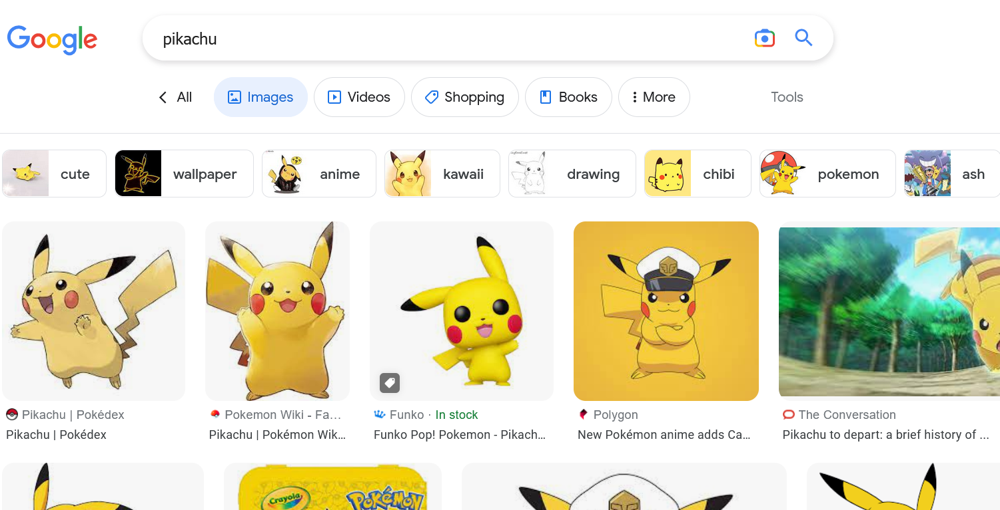 Google
pikachu
All
Images
Videos
Shopping
Books
More
Tools
cute
wallpaper
anime
kawaii
drawing
chibi
pokemon
ash
Pikachu | Pokédex
Pikachu | Pokédex
Pokemon Wiki - Fa...
Pikachu | Pokémon Wik...
Funko · In stock
Funko Pop! Pokemon - Pikach...
Polygon
New Pokémon anime adds Ca...
The Conversation
Pikachu to depart: a brief history of ...
Crayola
POKÉMON